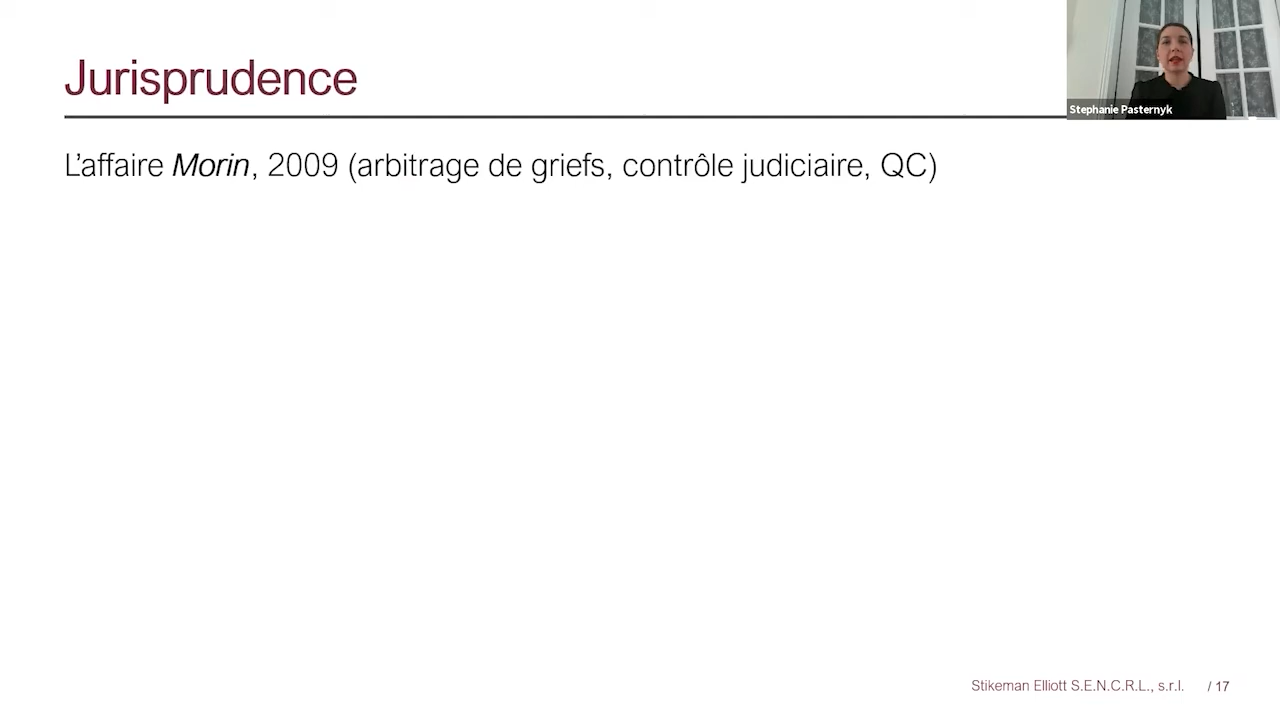 Jurisprudence
Stephanie Pasternyk
L’affaire Morin, 2009 (arbitrage de griefs, contrôle judiciaire, QC)
Stikeman Elliott S.E.N.C.R.L., s.r.l. / 17